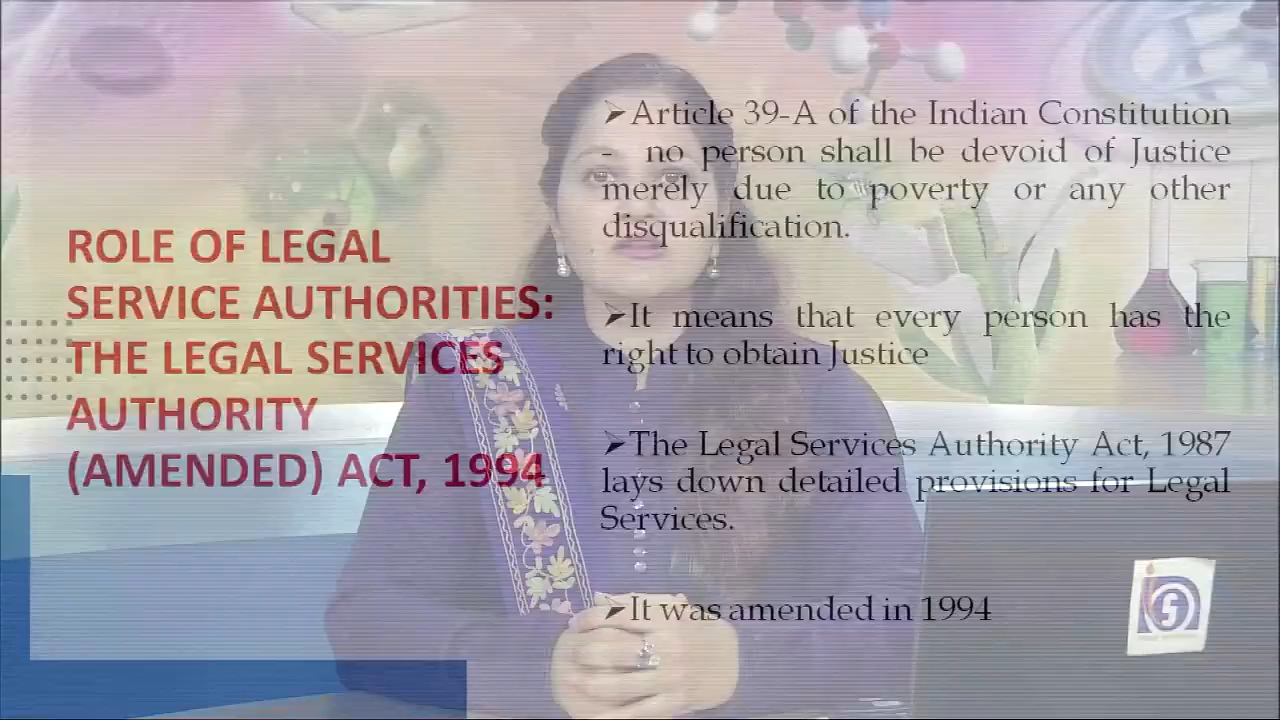 ROLE OF LEGAL
SERVICE AUTHORITIES:
THE LEGAL SERVICES
AUTHORITY
(AMENDED) ACT, 1994
➢Article 39-A of the Indian Constitution
- no person shall be devoid of Justice
merely due to poverty or any other
disqualification.
➢It means that every person has the
right to obtain Justice
➢The Legal Services Authority Act, 1987
lays down detailed provisions for Legal
Services.
➢It was amended in 1994